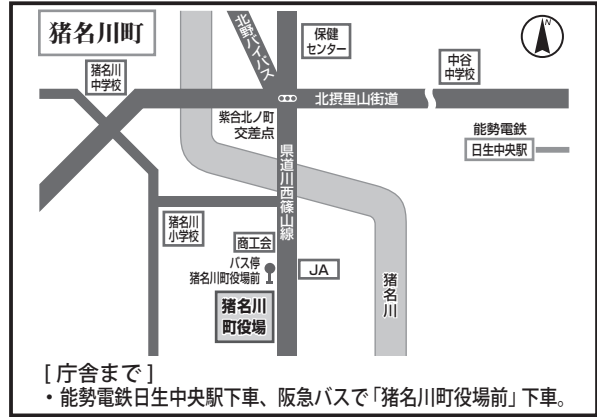 猪名川町
北野バイパス
保健
センター
N
猪名川
中学校
中谷
中学校
北摂里山街道
紫合北ノ町
交差点
能勢電鉄
日生中央駅
県道川西篠山線
猪名川
小学校
商工会
バス停
猪名川町役場前
JA
猪名川
猪名川
町役場
[庁舎まで]
・能勢電鉄日生中央駅下車、阪急バスで「猪名川町役場前」下車。